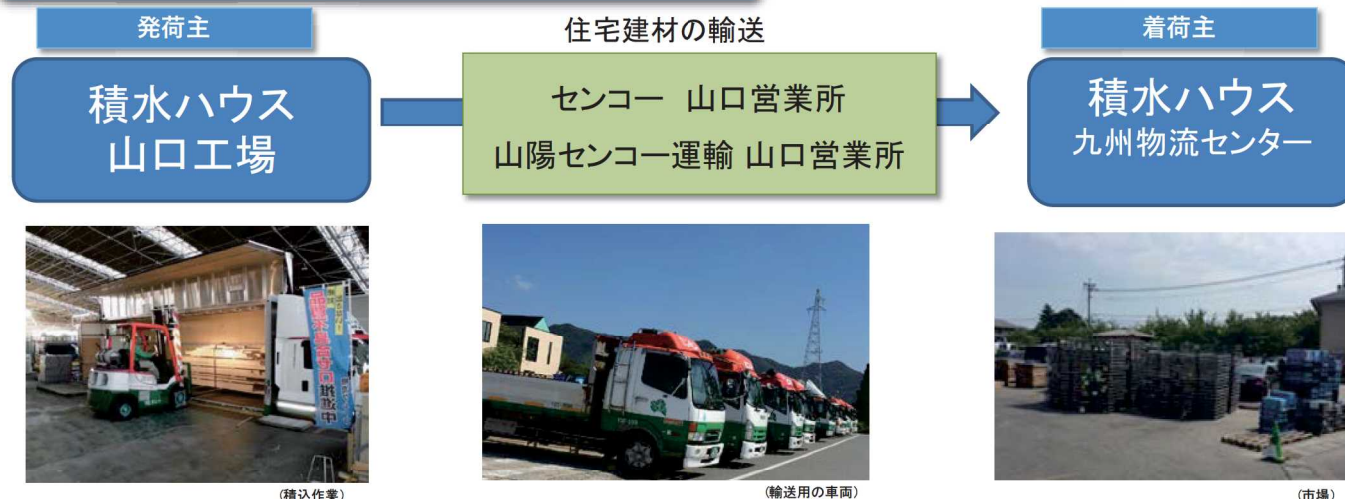 発荷主
住宅建材の輸送
着荷主
積水ハウス
山口工場
センコー 山口営業所
山陽センコー運輸 山口営業所
積水ハウス
九州物流センター
(積込作業)
(輸送用の車両)
(市場)